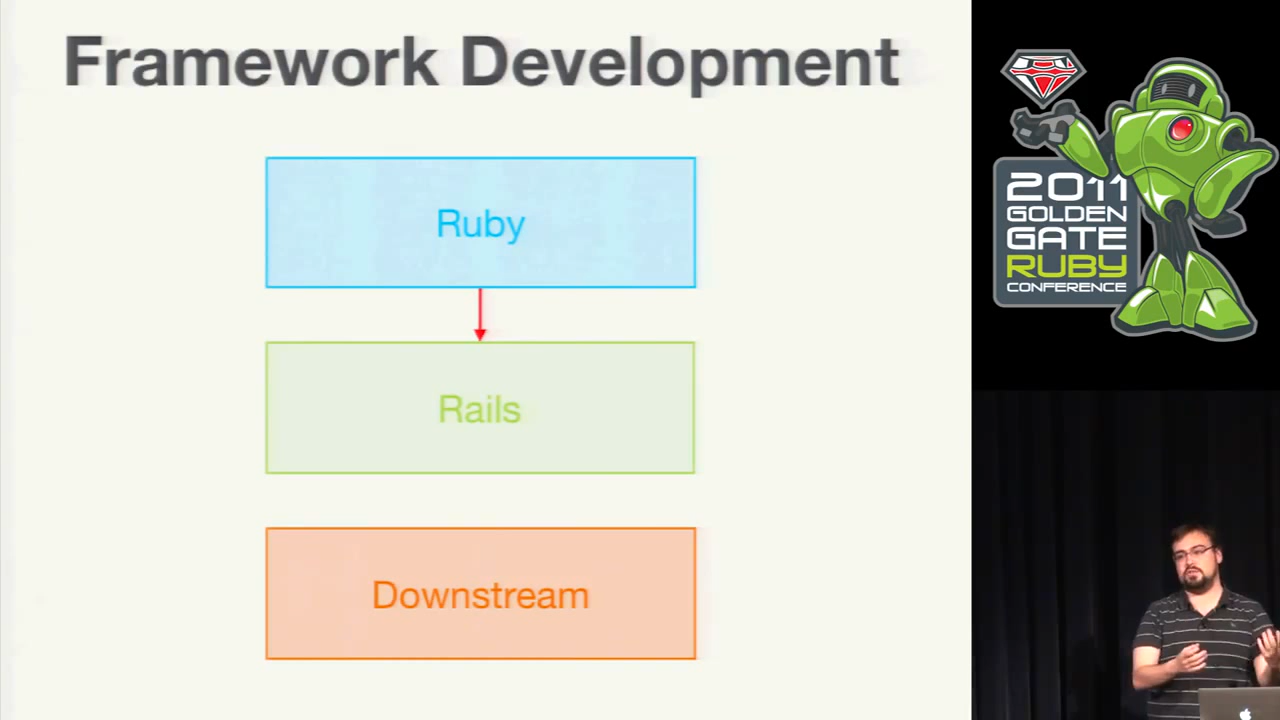 Framework Development
Ruby
Rails
Downstream
2011
GOLDEN
GATE
RUBY
CONFERENCE